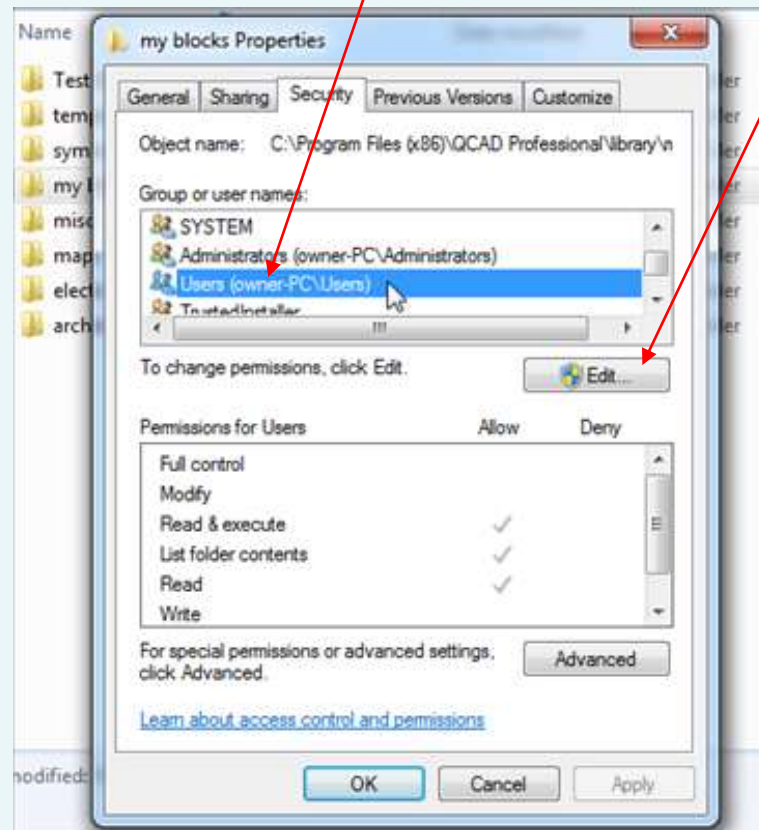 Name
my blocks Properties
Test
temp
sym
my b
misc
map
elect
arch
General Sharing Security Previous Versions Customize
Object name: C:\Program Files (x86)\QCAD Professional\library\n
Group or user names:
SYSTEM
Administrators (owner-PC\Administrators)
Users (owner-PC\Users)
TrustedInstaller
To change permissions, click Edit.
Edit...
Permissions for Users Allow Deny
Full control
Modify
Read & execute
List folder contents
Read
Write
For special permissions or advanced settings,
click Advanced.
Advanced
Learn about access control and permissions
OK Cancel Apply
odified: